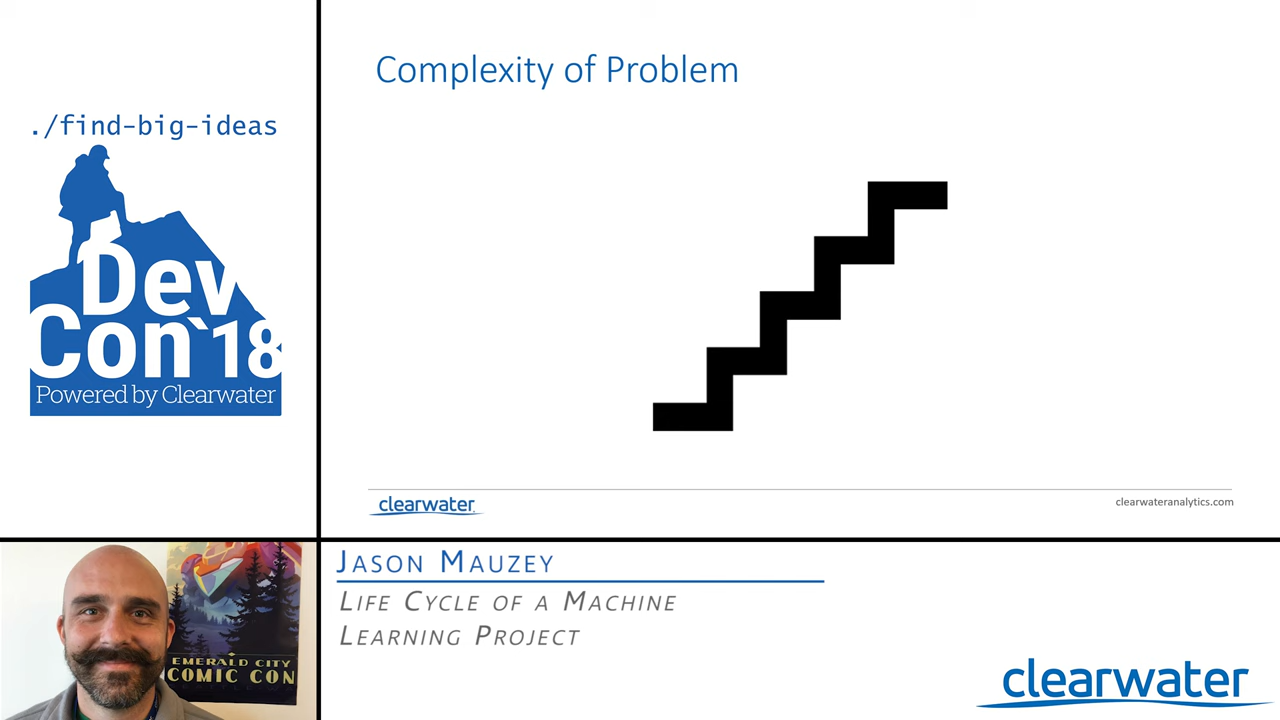 ./find-big-ideas
Dev
Con`18
Powered by Clearwater
Complexity of Problem
clearwater
clearwateranalytics.com
EMERALD CITY
COMIC CON
JASON MAUZEY
LIFE CYCLE OF A MACHINE
LEARNING PROJECT
clearwater